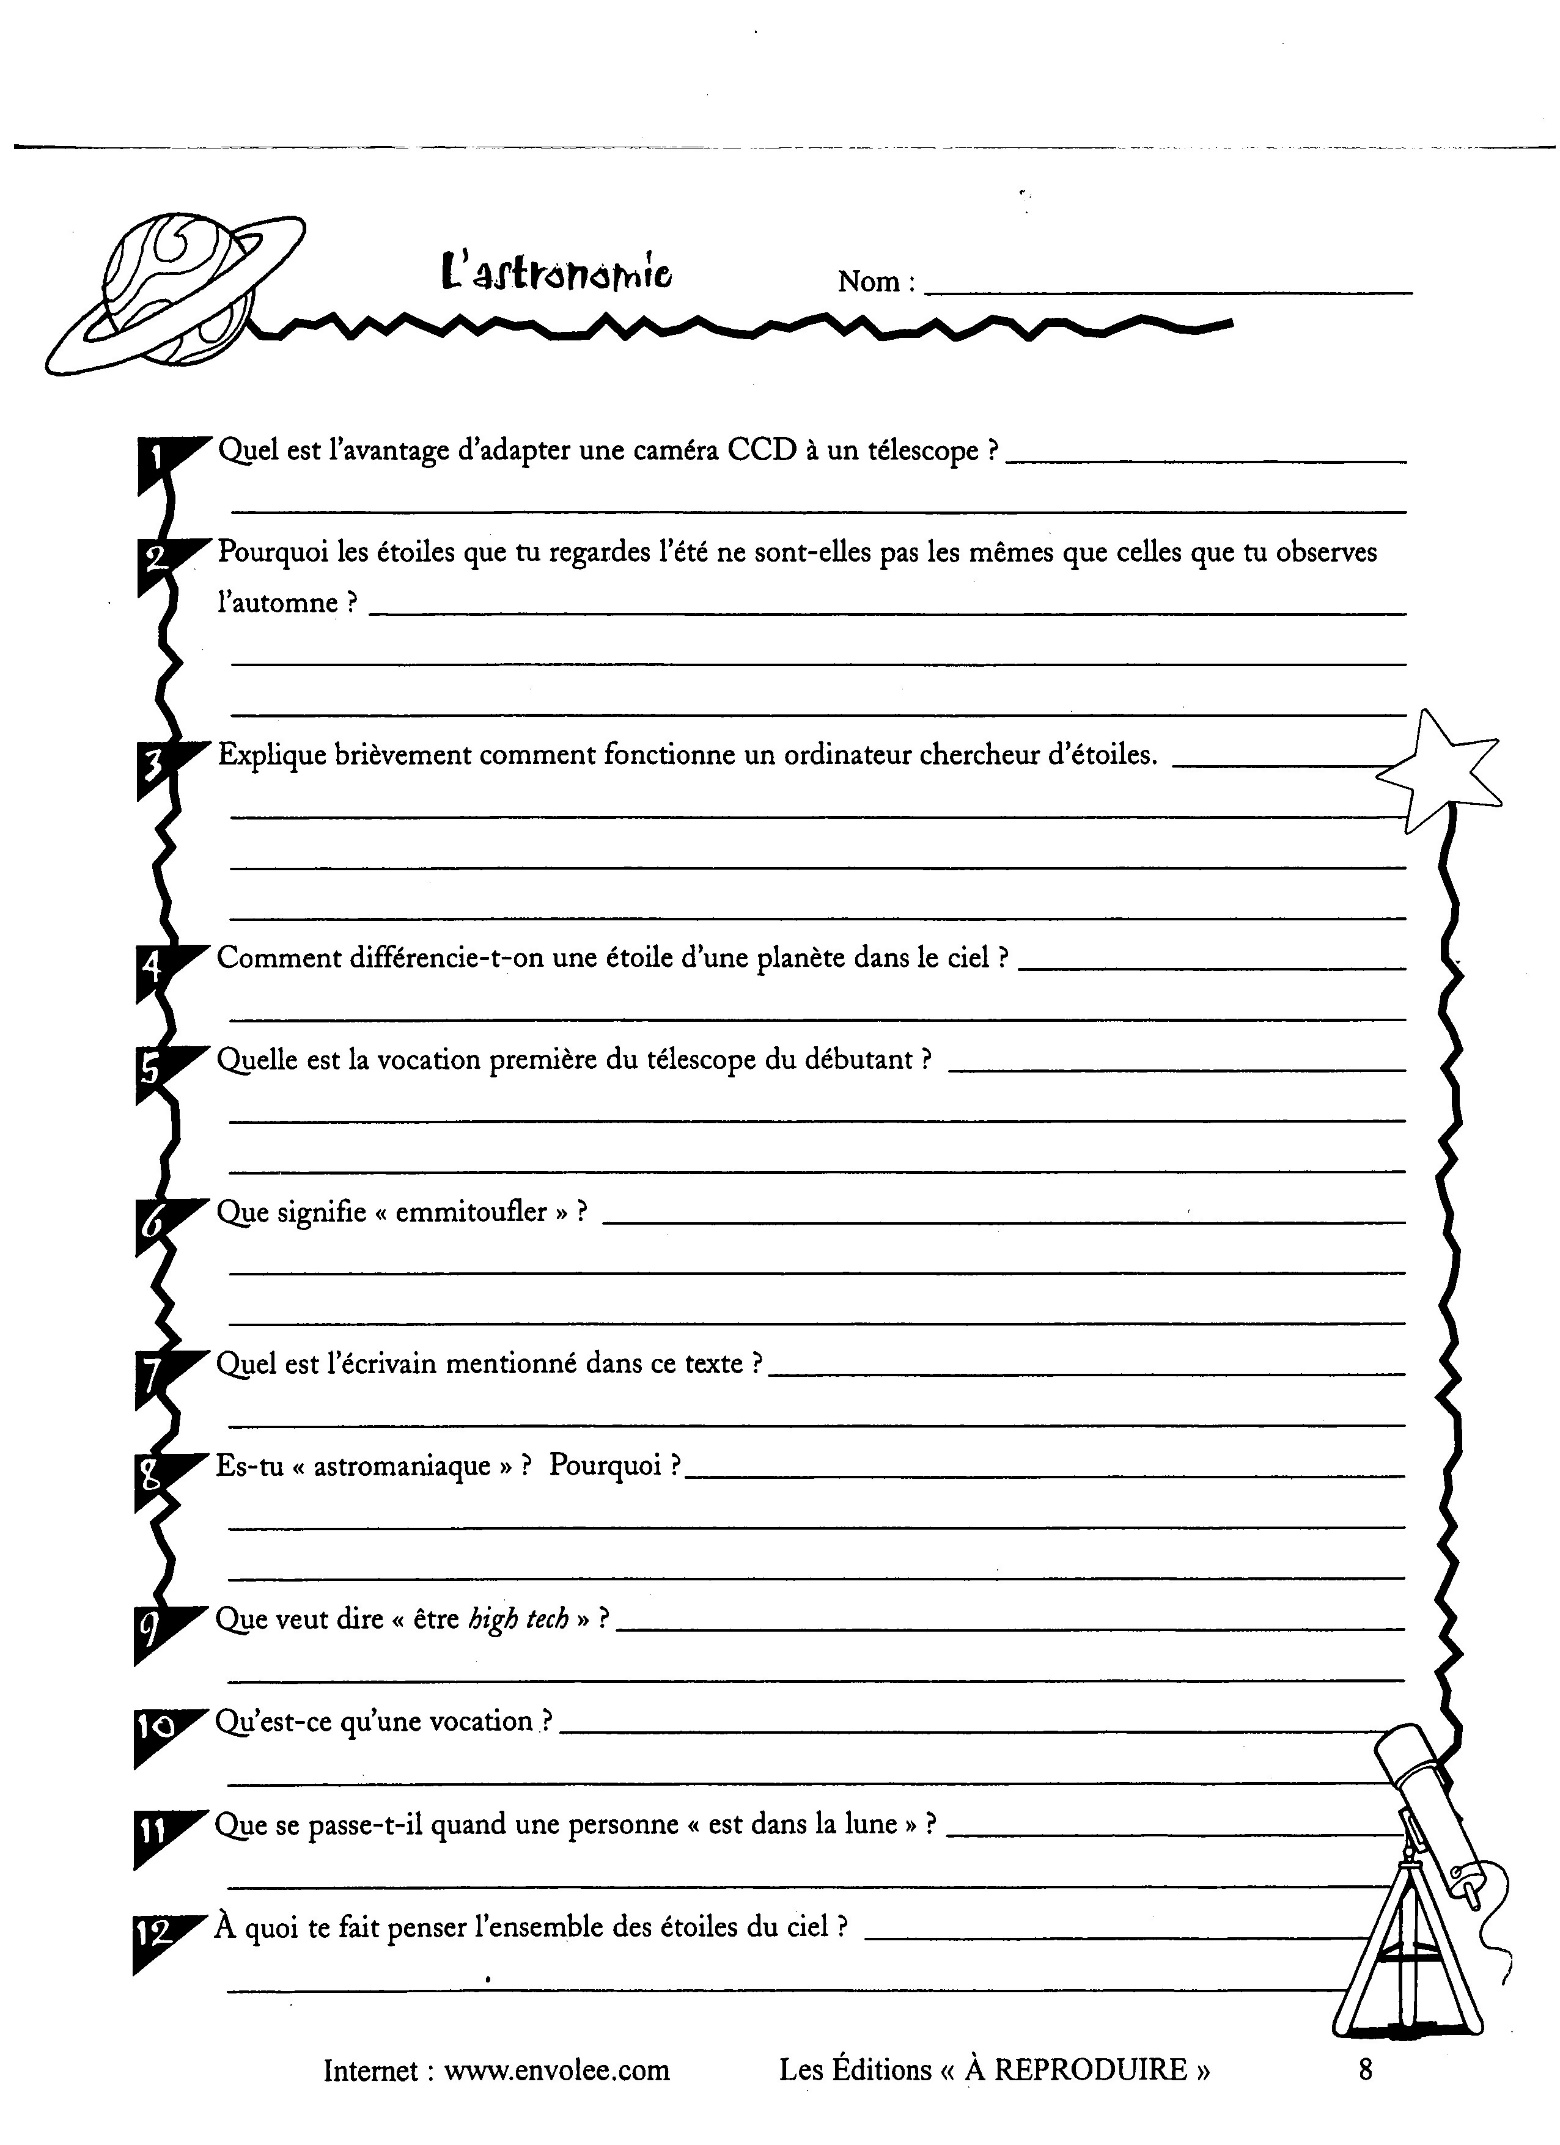 L'astronomie Nom :
1 Quel est l'avantage d'adapter une caméra CCD à un télescope ?
2 Pourquoi les étoiles que tu regardes l'été ne sont-elles pas les mêmes que celles que tu observes
l'automne ?
3 Explique brièvement comment fonctionne un ordinateur chercheur d'étoiles.
4 Comment différencie-t-on une étoile d'une planète dans le ciel ?
5 Quelle est la vocation première du télescope du débutant ?
6 Que signifie « emmitoufler » ?
7 Quel est l'écrivain mentionné dans ce texte ?
8 Es-tu « astromaniaque » ? Pourquoi ?
9 Que veut dire « être high tech » ?
10 Qu'est-ce qu'une vocation ?
11 Que se passe-t-il quand une personne « est dans la lune » ?
12 À quoi te fait penser l'ensemble des étoiles du ciel ?
Internet : www.envolee.com Les Éditions « À REPRODUIRE » 8